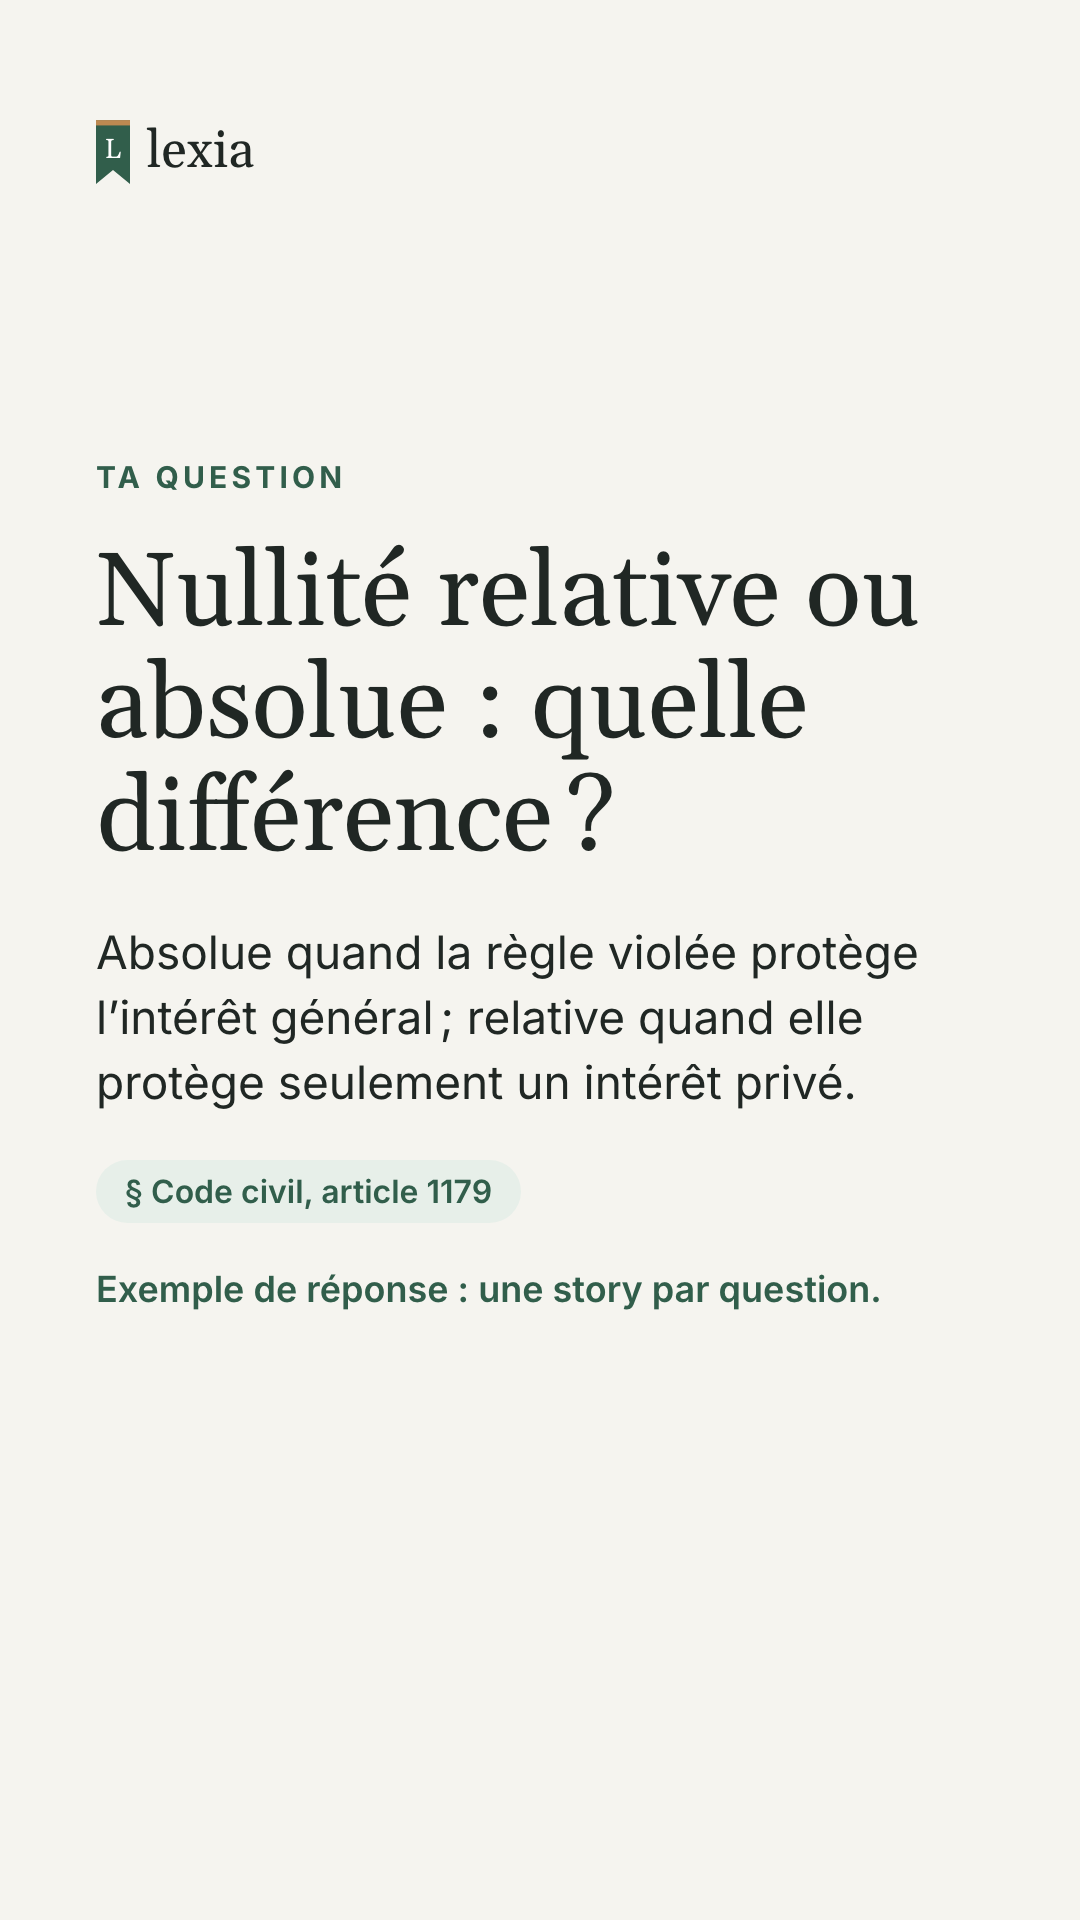 L lexia
TA QUESTION
Nullité relative ou
absolue : quelle
différence ?
Absolue quand la règle violée protège
l’intérêt général ; relative quand elle
protège seulement un intérêt privé.
§ Code civil, article 1179
Exemple de réponse : une story par question.